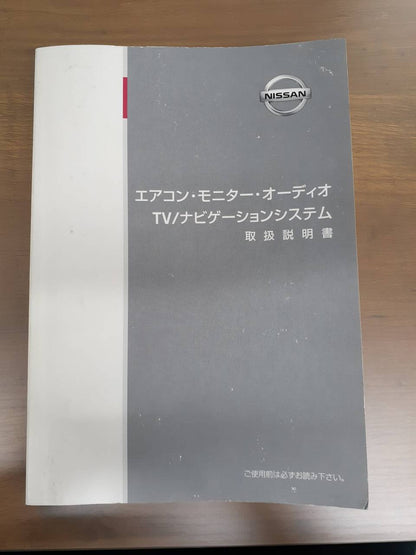 NISSAN
エアコン・モニター・オーディオ
TV/ナビゲーションシステム
取扱説明書
ご使用前は必ずお読み下さい。